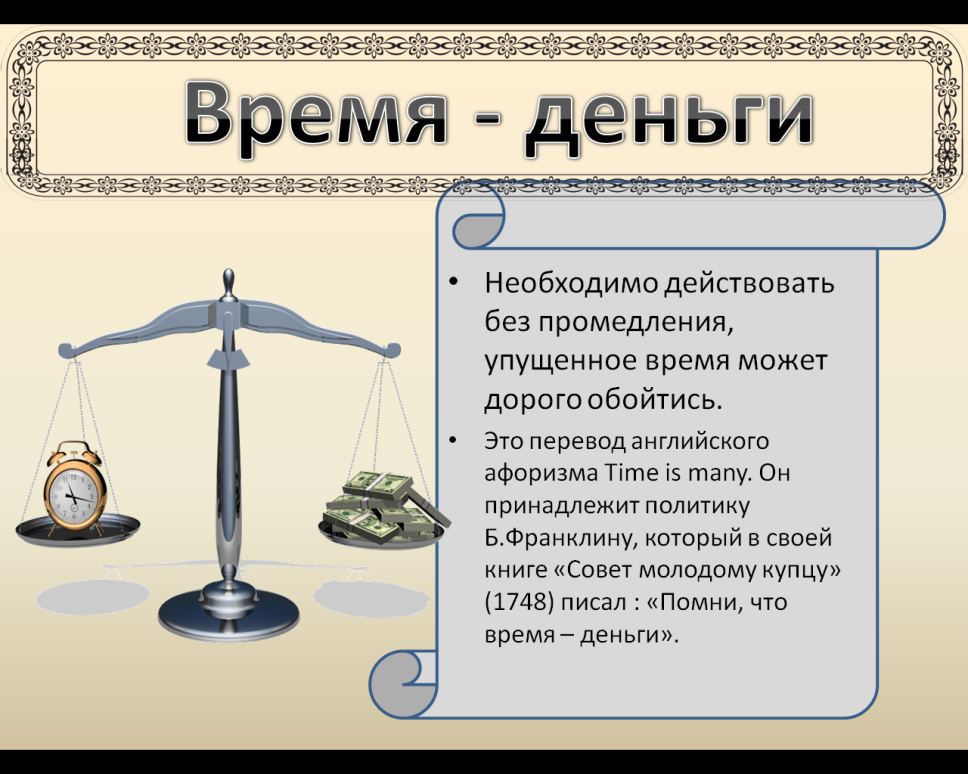 Время - деньги
• Необходимо действовать
без промедления,
упущенное время может
дорого обойтись.
• Это перевод английского
афоризма Time is many. Он
принадлежит политику
Б.Франклину, который в своей
книге «Совет молодому купцу»
(1748) писал : «Помни, что
время – деньги».